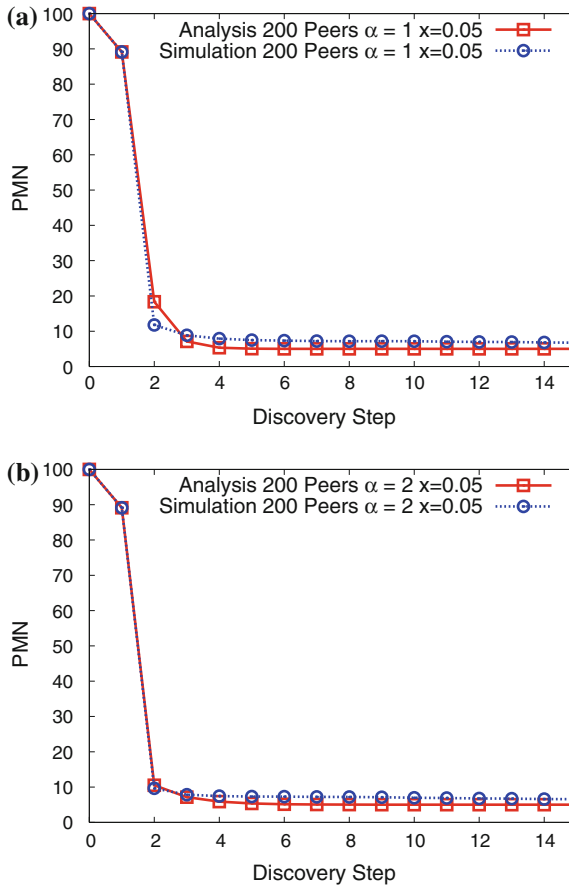 (a)
Analysis 200 Peers α = 1 x=0.05
Simulation 200 Peers α = 1 x=0.05
100
90
80
70
60
50
40
30
20
10
0
PMN
0 2 4 6 8 10 12 14
Discovery Step
(b)
Analysis 200 Peers α = 2 x=0.05
Simulation 200 Peers α = 2 x=0.05
100
90
80
70
60
50
40
30
20
10
0
PMN
0 2 4 6 8 10 12 14
Discovery Step